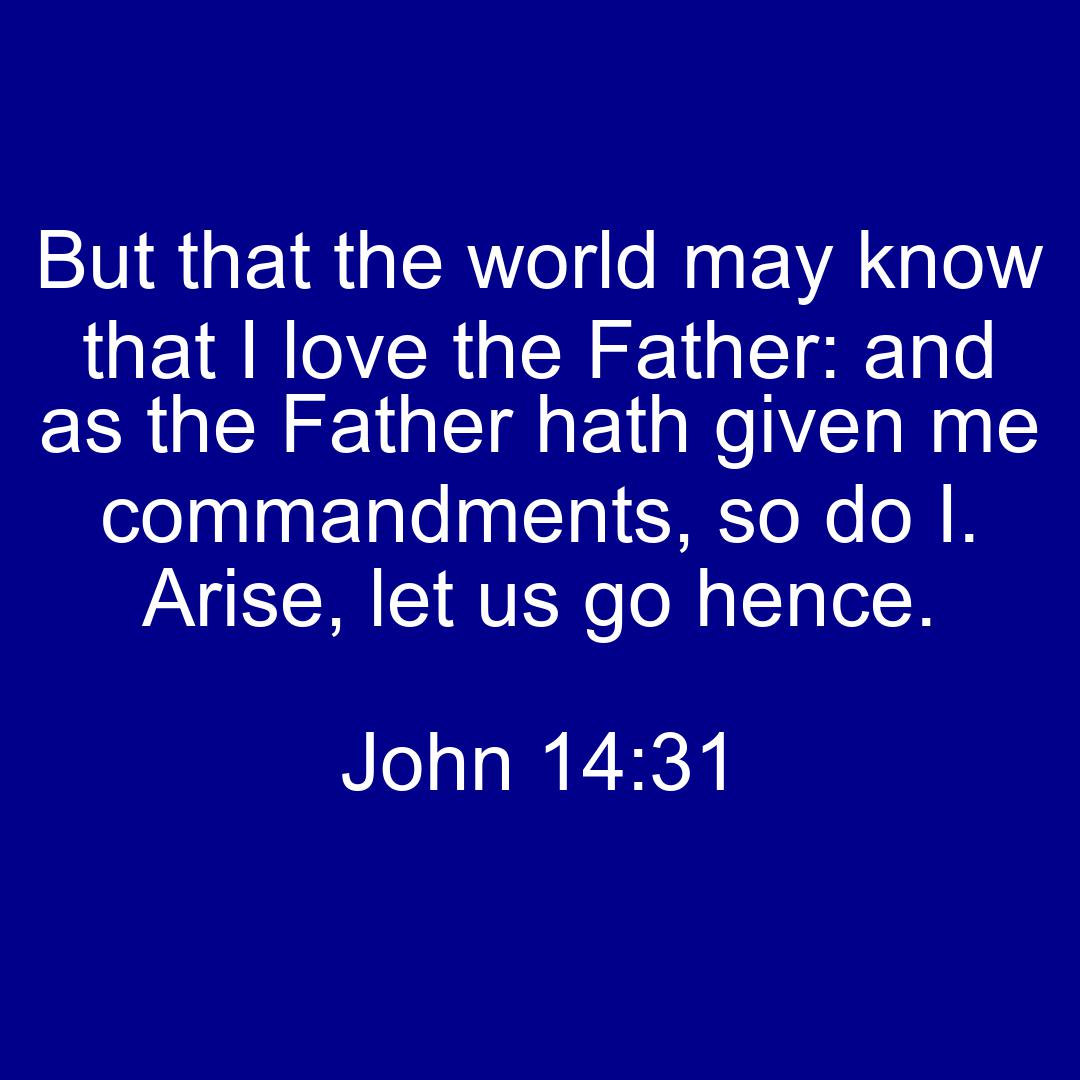 But that the world may know
that I love the Father: and
as the Father hath given me
commandments, so do I.
Arise, let us go hence.
John 14:31